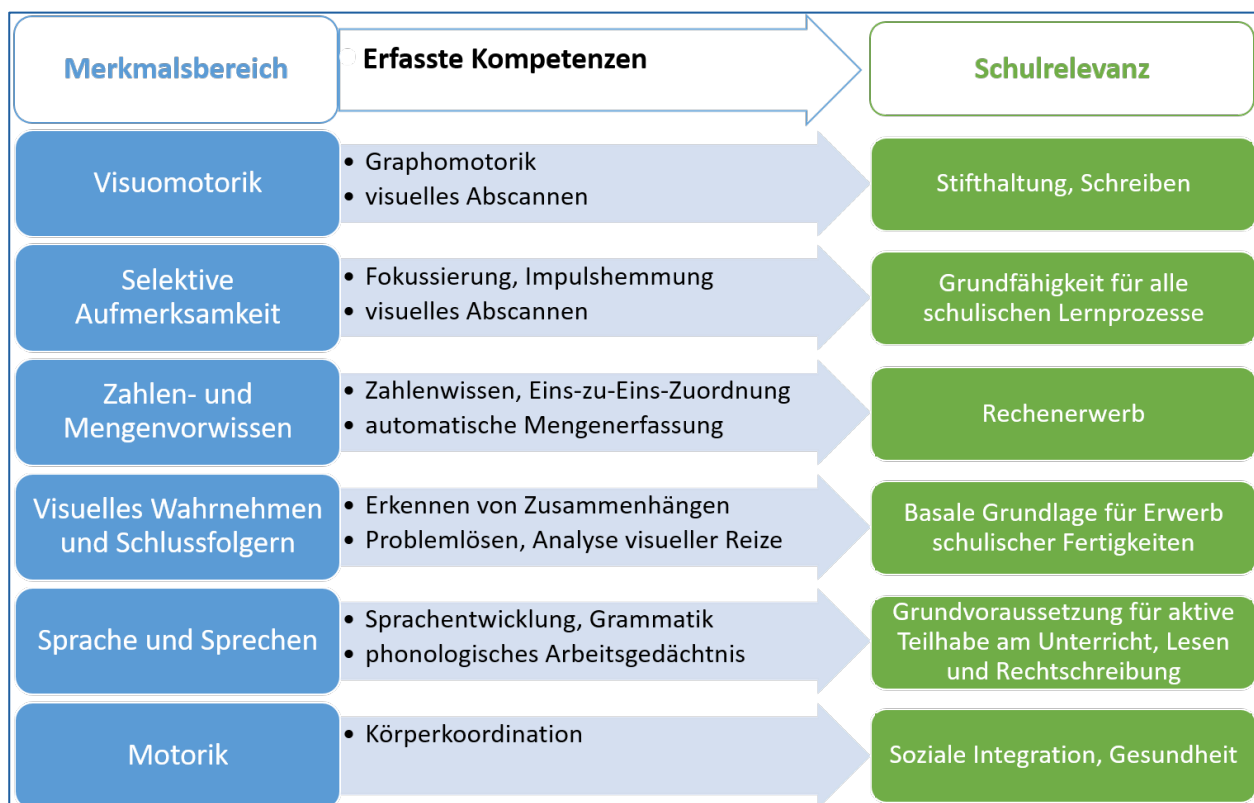 Merkmalsbereich
Erfasste Kompetenzen
Schulrelevanz
Visuomotorik
• Graphomotorik
• visuelles Abscannen
Stifthaltung, Schreiben
Selektive
Aufmerksamkeit
• Fokussierung, Impulshemmung
• visuelles Abscannen
Grundfähigkeit für alle
schulischen Lernprozesse
Zahlen- und
Mengenvorwissen
• Zahlenwissen, Eins-zu-Eins-Zuordnung
• automatische Mengenerfassung
Rechenerwerb
Visuelles Wahrnehmen
und Schlussfolgern
• Erkennen von Zusammenhängen
• Problemlösen, Analyse visueller Reize
Basale Grundlage für Erwerb
schulischer Fertigkeiten
Sprache und Sprechen
• Sprachentwicklung, Grammatik
• phonologisches Arbeitsgedächtnis
Grundvoraussetzung für aktive
Teilhabe am Unterricht, Lesen
und Rechtschreibung
Motorik
• Körperkoordination
Soziale Integration, Gesundheit